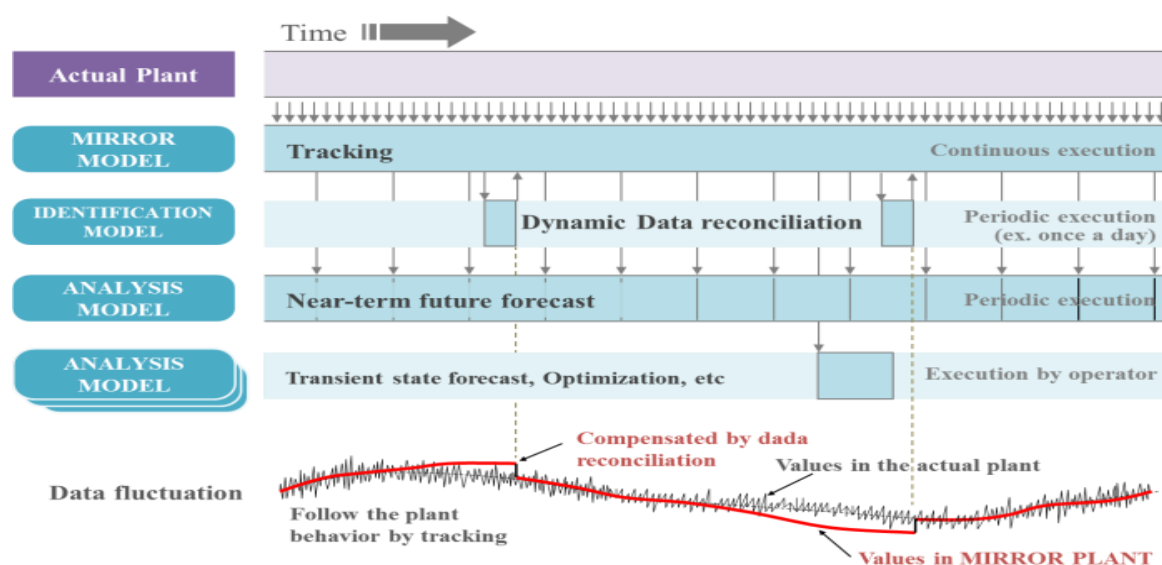 Time
Actual Plant
MIRROR
MODEL
Tracking
Continuous execution
IDENTIFICATION
MODEL
Dynamic Data reconciliation
Periodic execution
(ex. once a day)
ANALYSIS
MODEL
Near-term future forecast
Periodic execution
ANALYSIS
MODEL
Transient state forecast, Optimization, etc
Execution by operator
Compensated by dada
reconciliation
Values in the actual plant
Data fluctuation
Follow the plant
behavior by tracking
Values in MIRROR PLANT